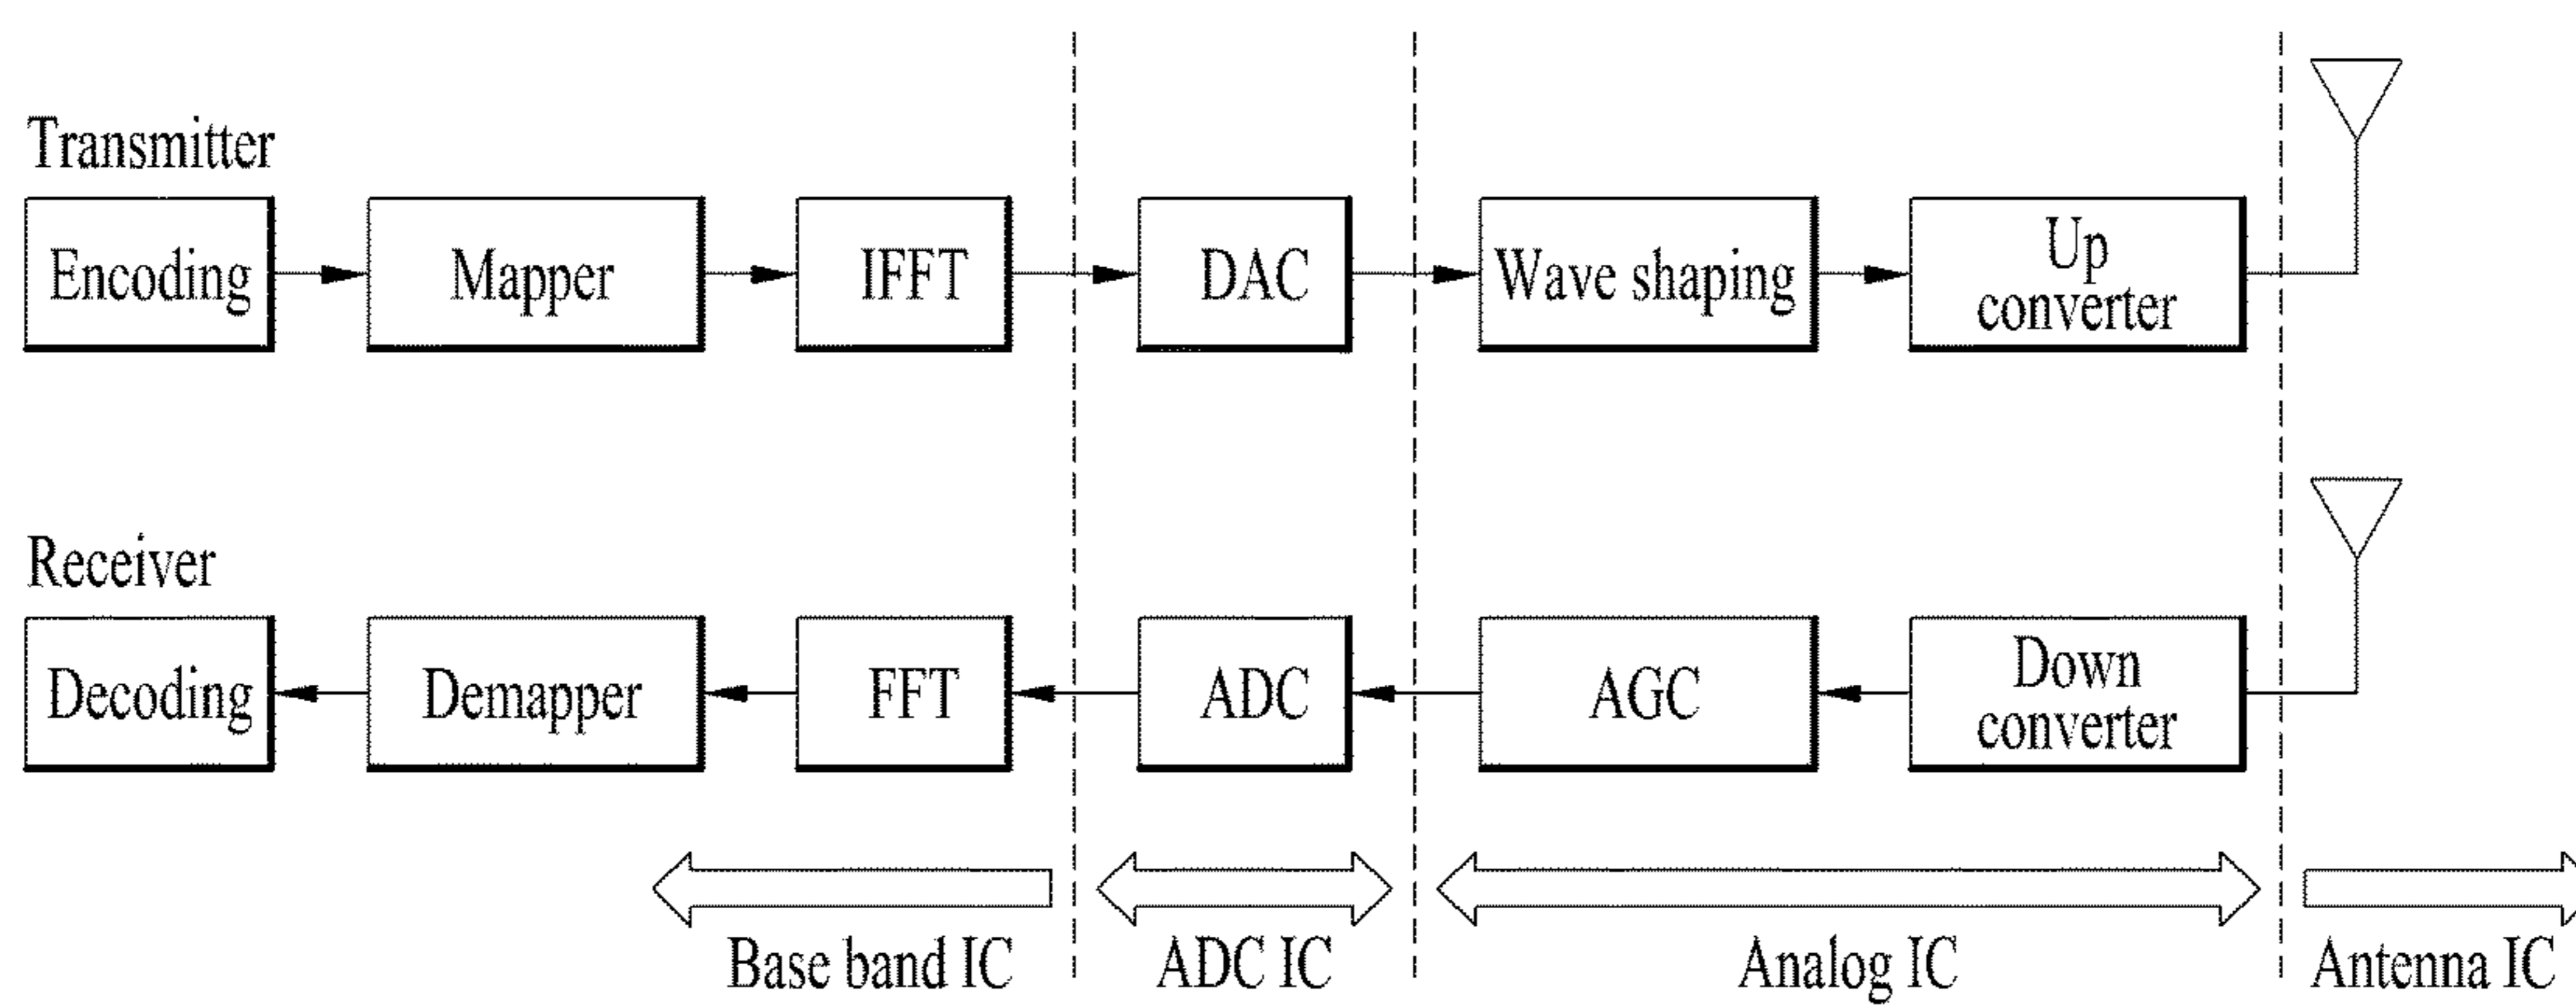 Transmitter
Encoding
Mapper
IFFT
DAC
Wave shaping
Up
converter
Receiver
Decoding
Demapper
FFT
ADC
AGC
Down
converter
Base band IC
ADC IC
Analog IC
Antenna IC